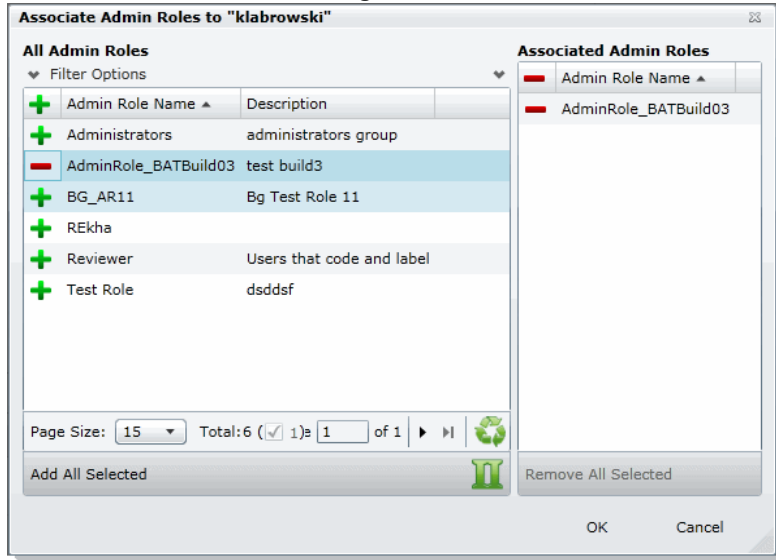 Associate Admin Roles to "klabrowski"
All Admin Roles
Filter Options
Admin Role Name Description
Administrators administrators group
AdminRole_BATBuild03 test build3
BG_AR11 Bg Test Role 11
REkha
Reviewer Users that code and label
Test Role dsddsf
Page Size: 15 Total:6 ( 1)e 1 of 1
Add All Selected
Associated Admin Roles
Admin Role Name
AdminRole_BATBuild03
Remove All Selected
OK Cancel